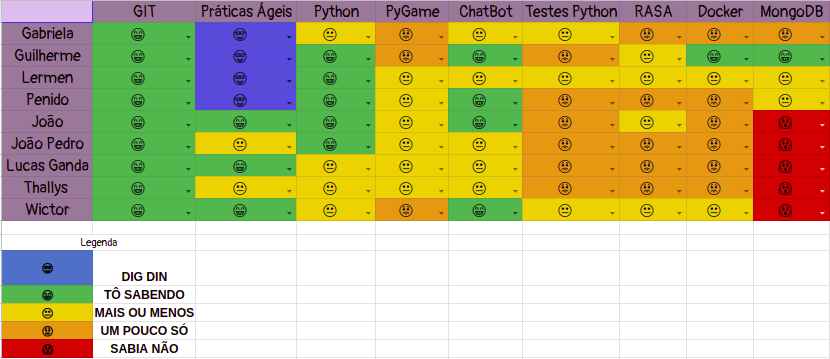 GIT Práticas Ágeis Python PyGame ChatBot Testes Python RASA Docker MongoDB
Gabriela
Guilherme
Lermen
Penido
João
João Pedro
Lucas Ganda
Thallys
Wictor
Legenda
DIG DIN
TÔ SABENDO
MAIS OU MENOS
UM POUCO SÓ
SABIA NÃO